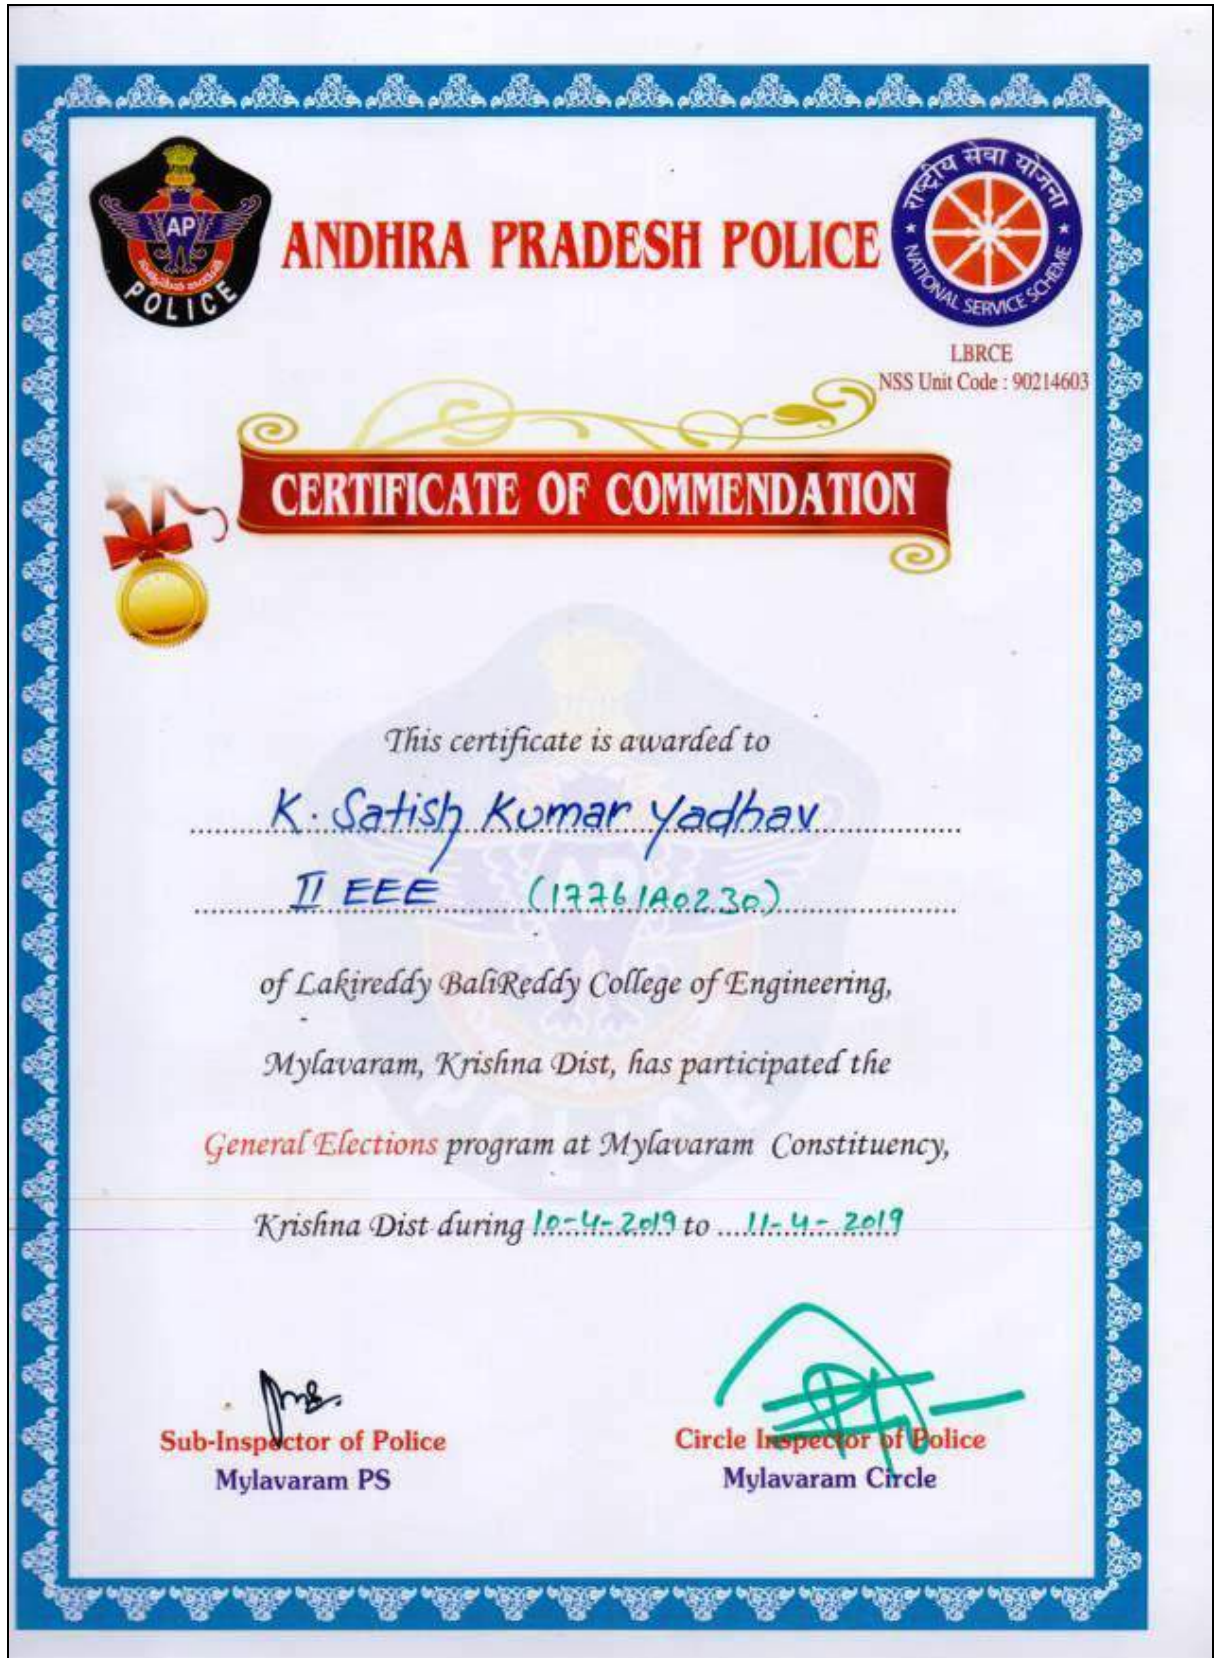 AP
POLICE
ANDHRA PRADESH POLICE
राष्ट्रीय सेवा योजना
NATIONAL SERVICE SCHEME
LBRCE
NSS Unit Code : 90214603
CERTIFICATE OF COMMENDATION
This certificate is awarded to
K. Satish Kumar Yadhav
II EEE (17761A0230)
of Lakireddy BaliReddy College of Engineering,
Mylavaram, Krishna Dist, has participated the
General Elections program at Mylavaram Constituency,
Krishna Dist during 10-4-2019 to 11-4-2019
Sub-Inspector of Police
Mylavaram PS
Circle Inspector of Police
Mylavaram Circle